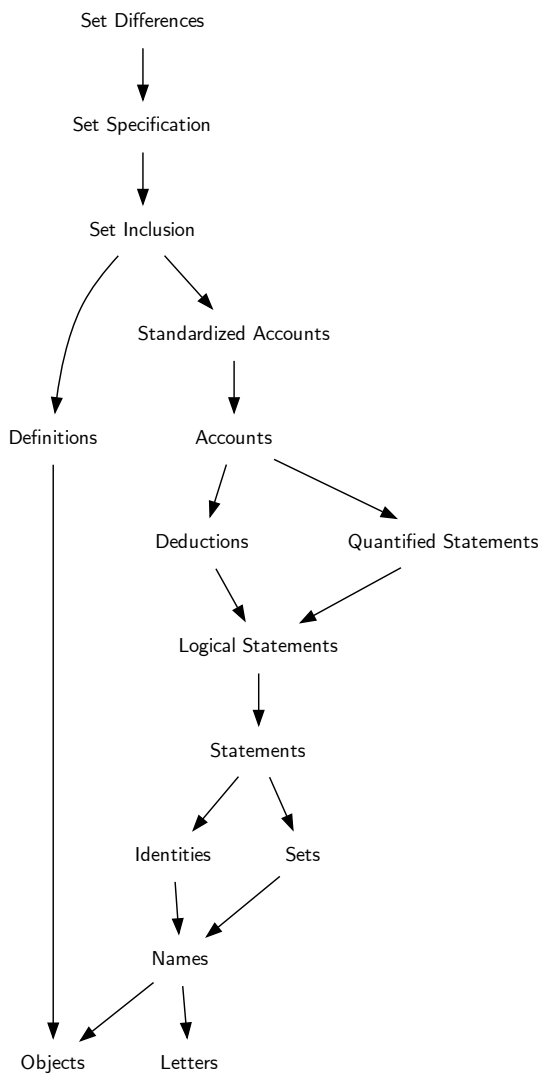 Set Differences
Set Specification
Set Inclusion
Standardized Accounts
Definitions
Accounts
Deductions
Quantified Statements
Logical Statements
Statements
Identities
Sets
Names
Objects
Letters